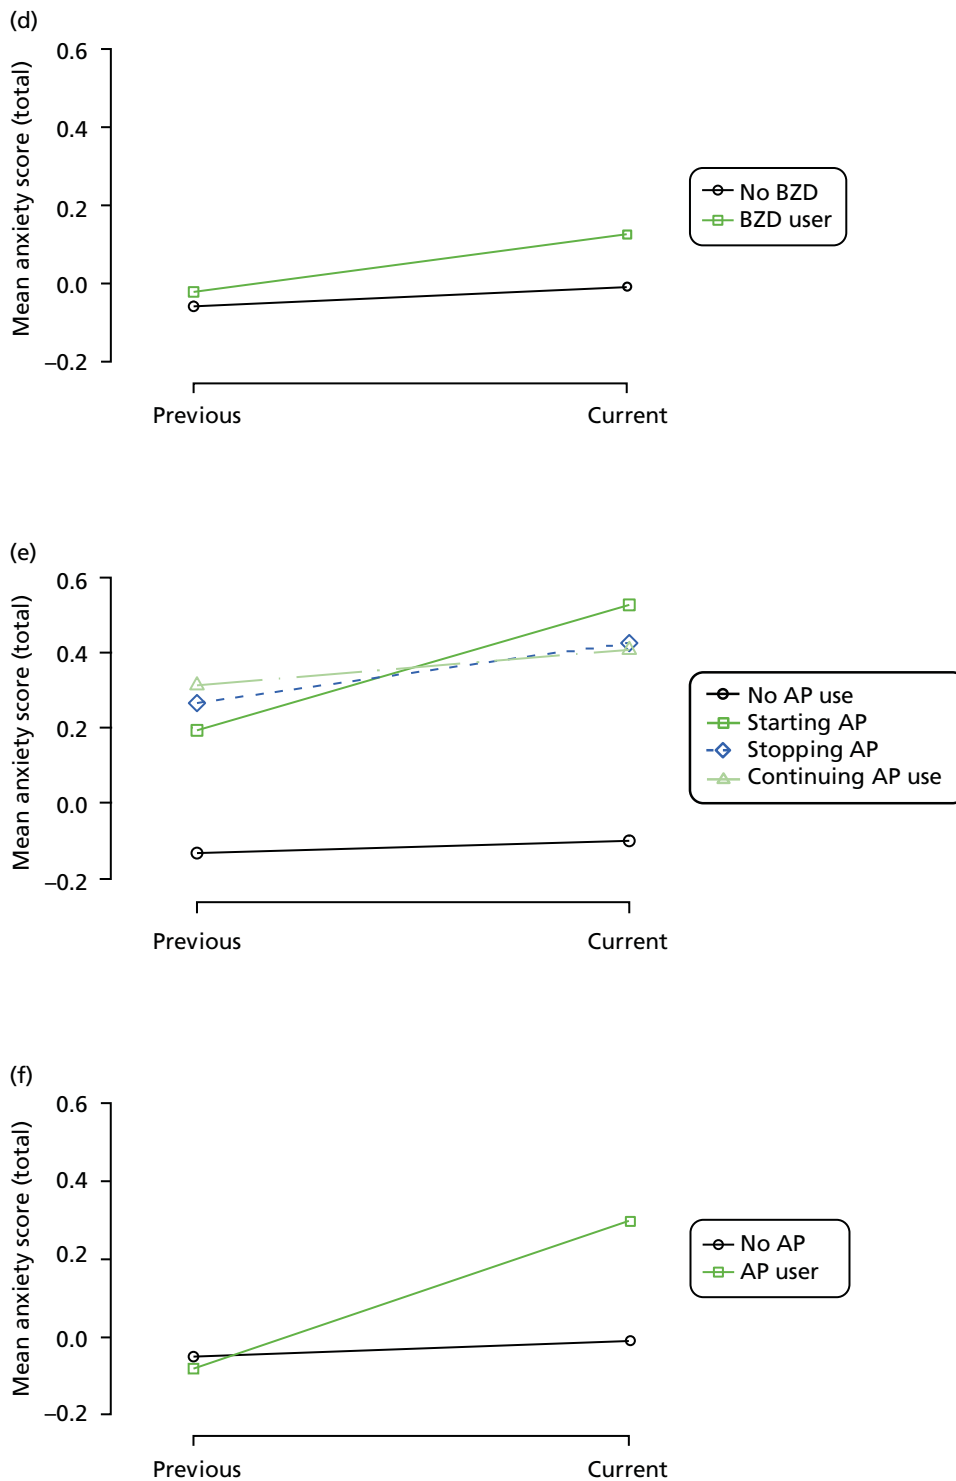 (d)
Mean anxiety score (total)
0.6
0.4
0.2
0.0
–0.2
Previous
Current
No BZD
BZD user
(e)
Mean anxiety score (total)
0.6
0.4
0.2
0.0
–0.2
Previous
Current
No AP use
Starting AP
Stopping AP
Continuing AP use
(f)
Mean anxiety score (total)
0.6
0.4
0.2
0.0
–0.2
Previous
Current
No AP
AP user